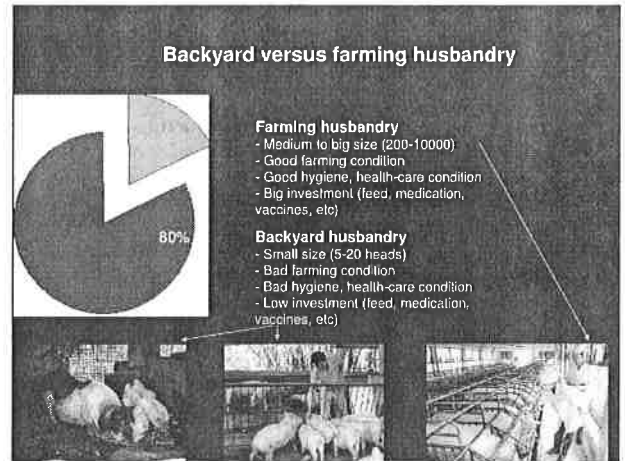 Backyard versus farming husbandry
80%
Farming husbandry
- Medium to big size (200-10000)
- Good farming condition
- Good hygiene, health-care condition
- Big investment (feed, medication,
vaccines, etc)
Backyard husbandry
- Small size (5-20 heads)
- Bad farming condition
- Bad hygiene, health-care condition
- Low investment (feed, medication,
vaccines, etc)